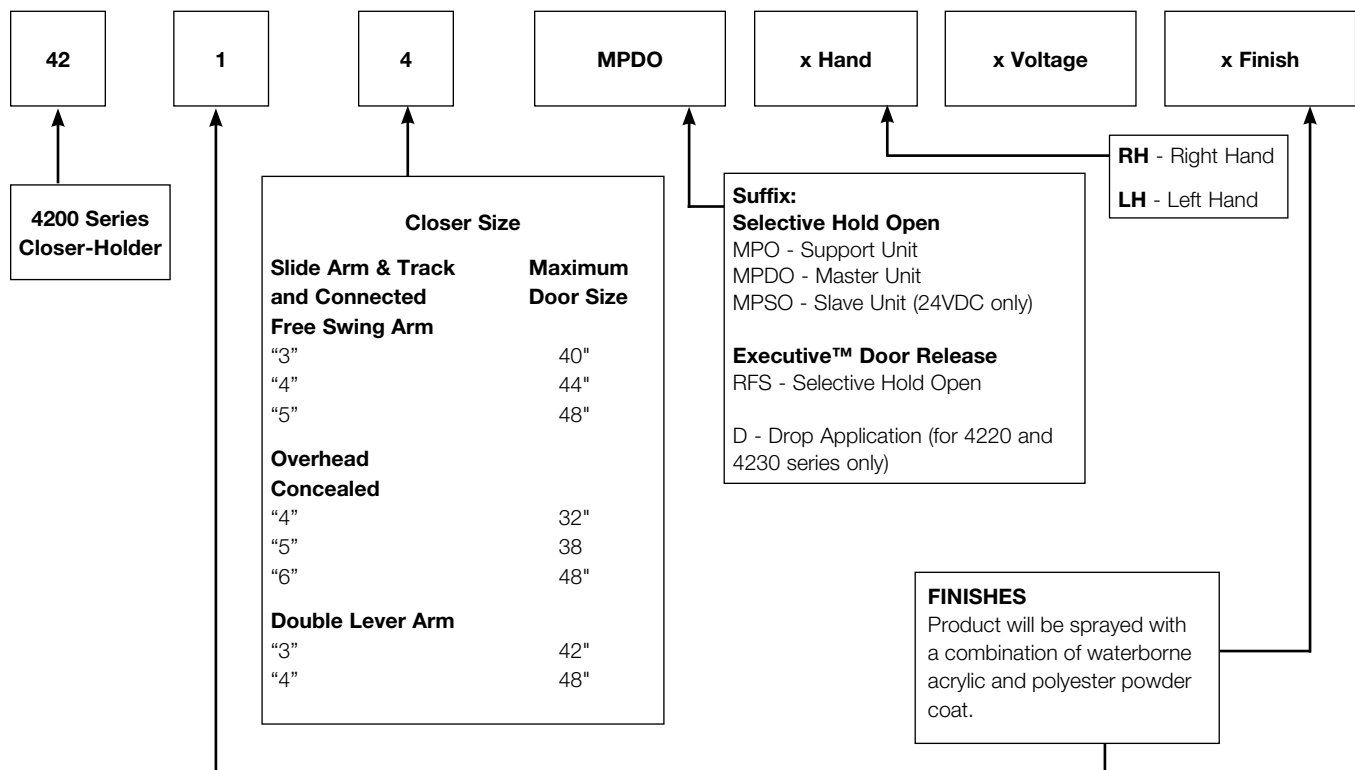 42
1
4
MPDO
x Hand
x Voltage
x Finish
4200 Series
Closer-Holder
Closer Size
Slide Arm & Track
and Connected
Free Swing Arm
Maximum
Door Size
“3” 40"
“4” 44"
“5” 48"
Overhead
Concealed
“4” 32"
“5” 38
“6” 48"
Double Lever Arm
“3” 42"
“4” 48"
Suffix:
Selective Hold Open
MPO - Support Unit
MPDO - Master Unit
MPSO - Slave Unit (24VDC only)
Executive™ Door Release
RFS - Selective Hold Open
D - Drop Application (for 4220 and
4230 series only)
RH - Right Hand
LH - Left Hand
FINISHES
Product will be sprayed with
a combination of waterborne
acrylic and polyester powder
coat.